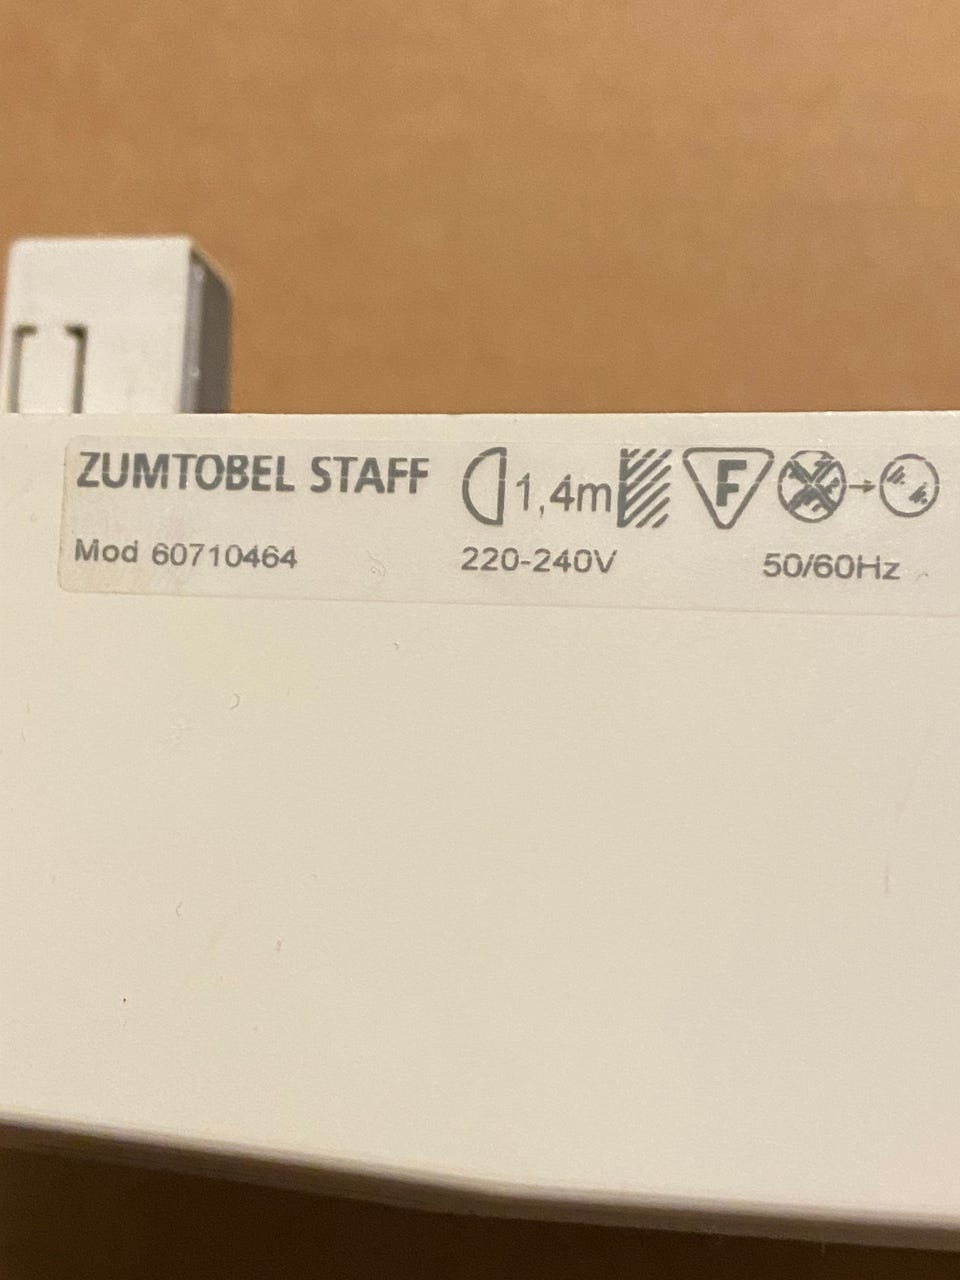 ZUMTOBEL STAFF 1,4m F
Mod 60710464 220-240V 50/60Hz